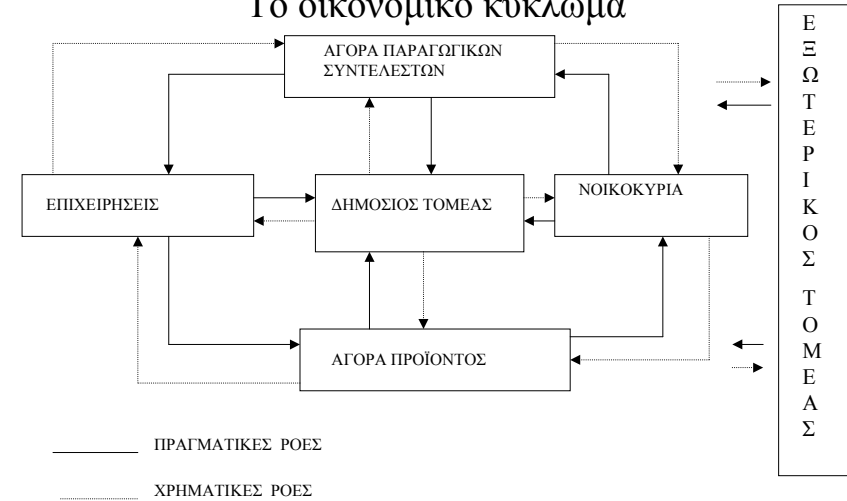 Το οικονομικό κύκλωμα
ΑΓΟΡΑ ΠΑΡΑΓΩΓΙΚΩΝ
ΣΥΝΤΕΛΕΣΤΩΝ
ΕΠΙΧΕΙΡΗΣΕΙΣ
ΔΗΜΟΣΙΟΣ ΤΟΜΕΑΣ
ΝΟΙΚΟΚΥΡΙΑ
ΑΓΟΡΑ ΠΡΟΪΟΝΤΟΣ
ΕΞΩΤΕΡΙΚΟΣ ΤΟΜΕΑΣ
ΠΡΑΓΜΑΤΙΚΕΣ ΡΟΕΣ
ΧΡΗΜΑΤΙΚΕΣ ΡΟΕΣ